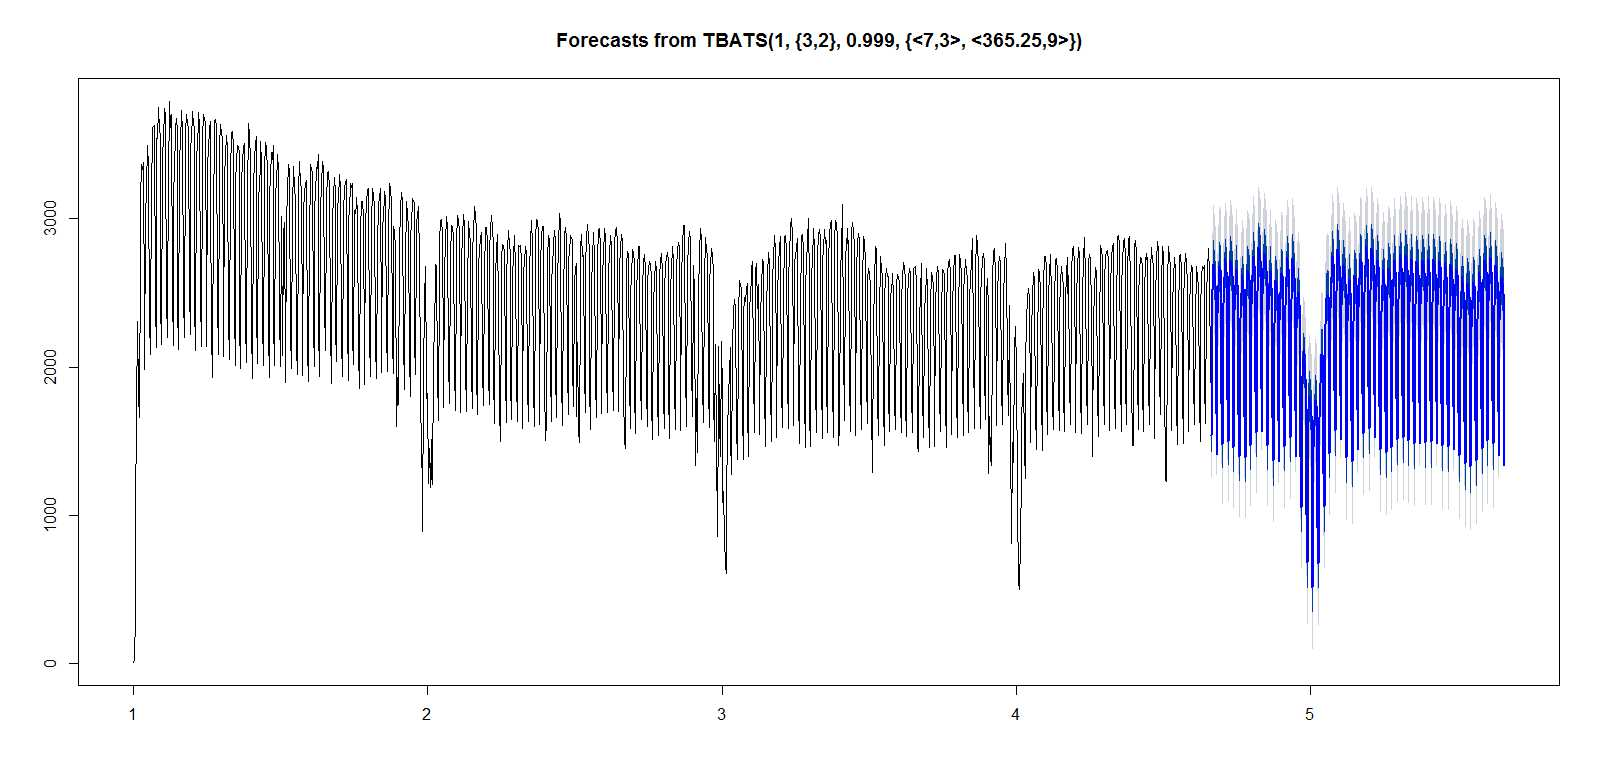 Forecasts from TBATS(1, {3,2}, 0.999, {<7,3>, <365.25,9>})
3000
2000
1000
0
1 2 3 4 5